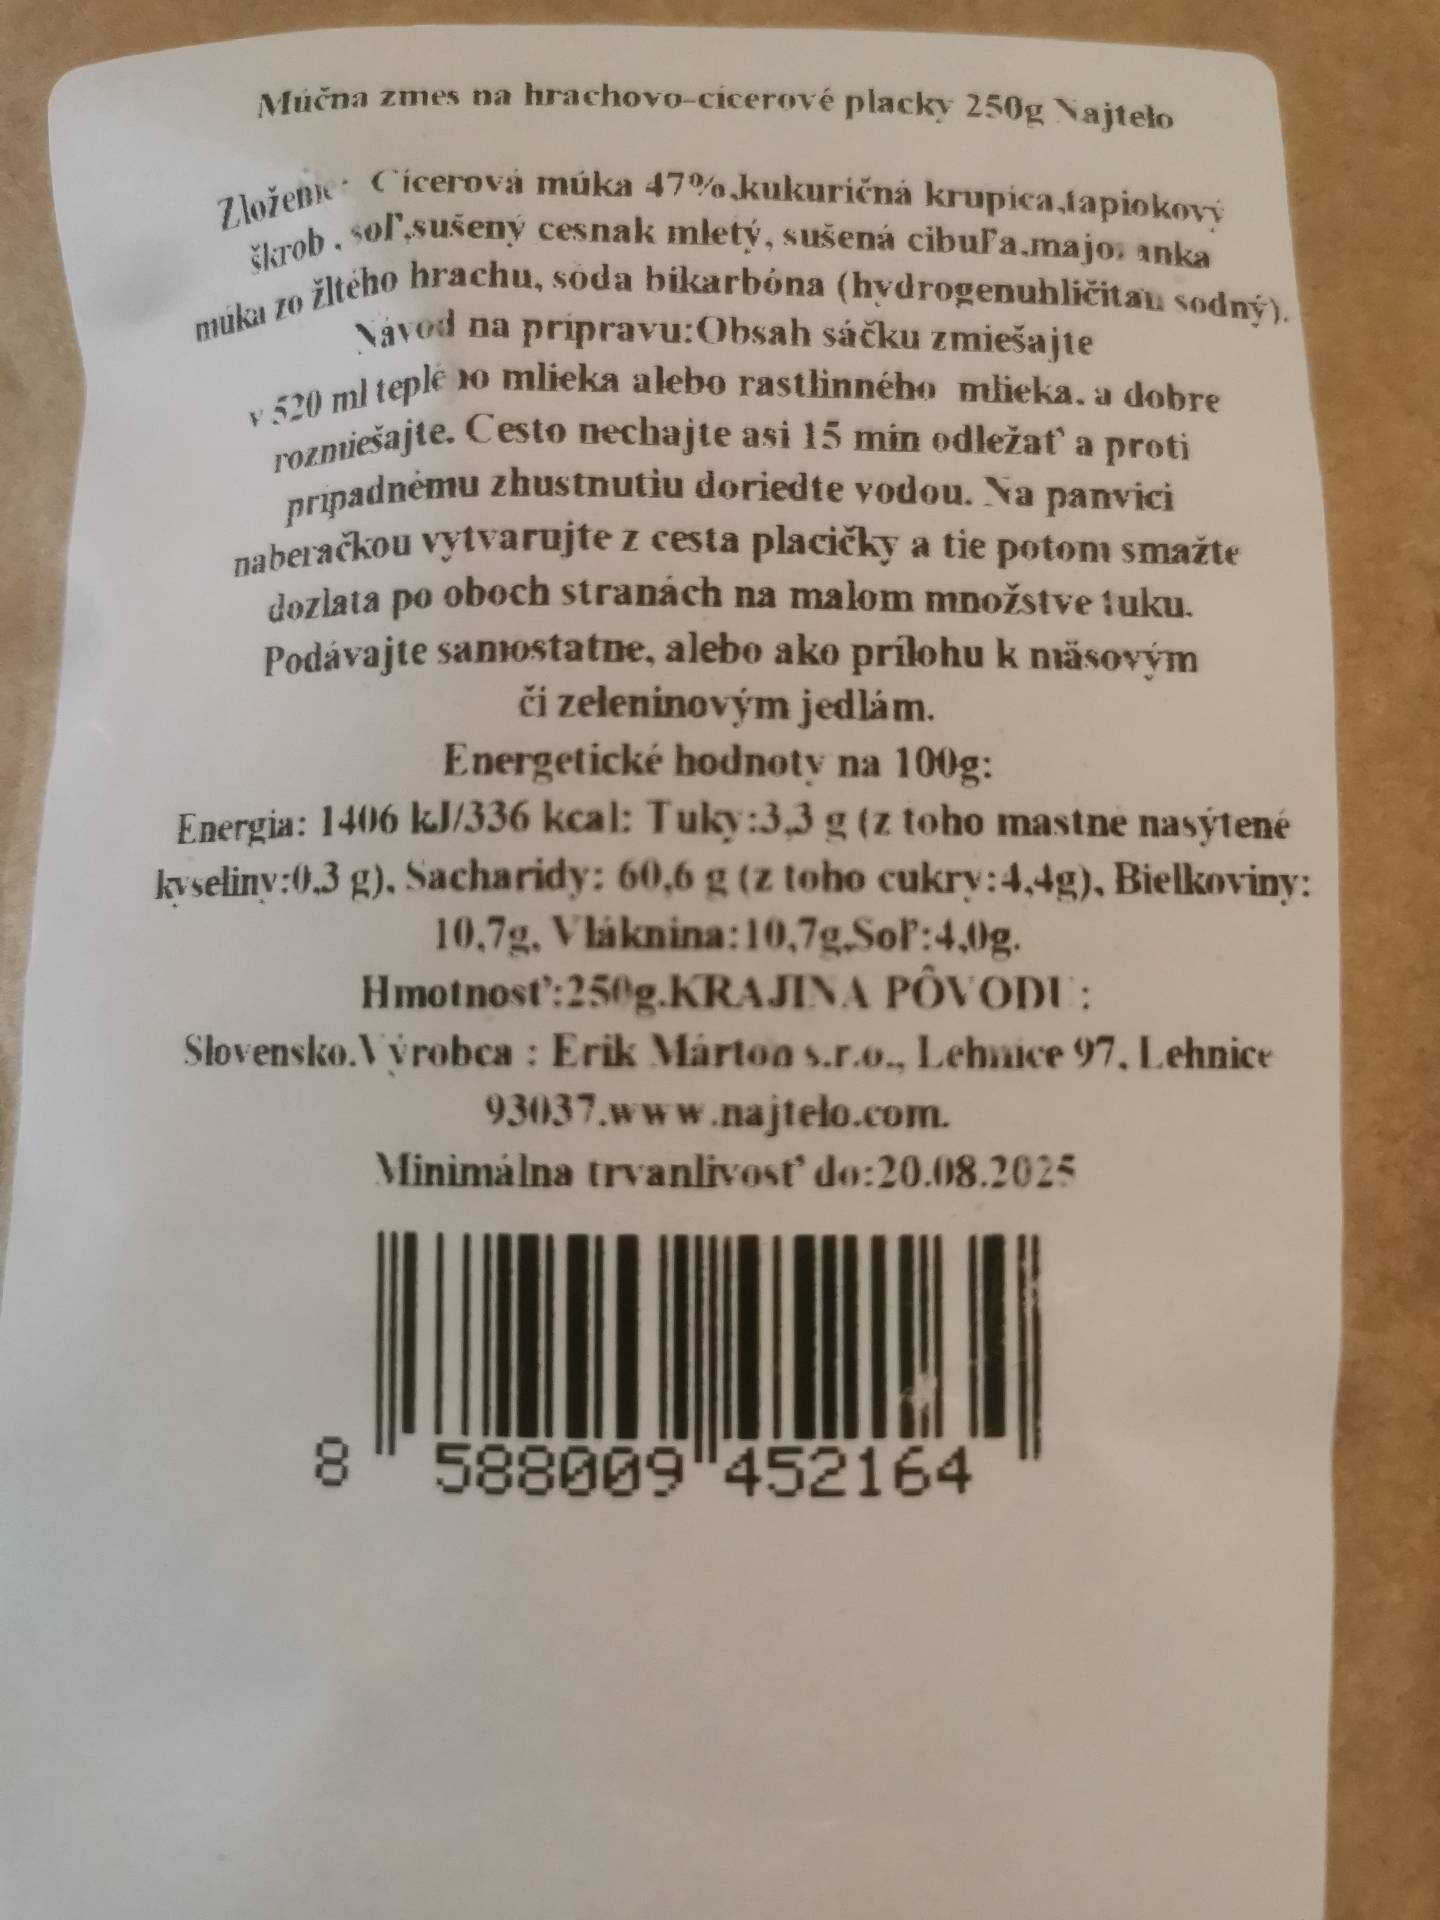 Múčna zmes na hrachovo-cícerové placky 250g Najtelo
Zloženie: Cícerová múka 47%,kukuričná krupica,tapiokový
škrob , soľ,sušený cesnak mletý, sušená cibuľa,majoranka
múka zo žltého hrachu, sóda bikarbóna (hydrogenuhličitan sodný).
Návod na prípravu:Obsah sáčku zmiešajte
v 520 ml teplého mlieka alebo rastlinného mlieka. a dobre
rozmiešajte. Cesto nechajte asi 15 min odležať a proti
prípadnému zhustnutiu doriedte vodou. Na panvici
naberačkou vytvarujte z cesta placičky a tie potom smažte
dozlata po oboch stranách na malom množstve tuku.
Podávajte samostatne, alebo ako prílohu k mäsovým
či zeleninovým jedlám.
Energetické hodnoty na 100g:
Energia: 1406 kJ/336 kcal: Tuky:3,3 g (z toho mastné nasýtené
kyseliny:0,3 g), Sacharidy: 60,6 g (z toho cukry:4,4g), Bielkoviny:
10,7g, Vláknina:10,7g,Soľ:4,0g.
Hmotnosť:250g.KRAJINA PÔVODU :
Slovensko.Výrobca : Erik Márton s.r.o., Lehnice 97, Lehnice
93037.www.najtelo.com.
Minimálna trvanlivosť do:20.08.2025
8 588009 452164